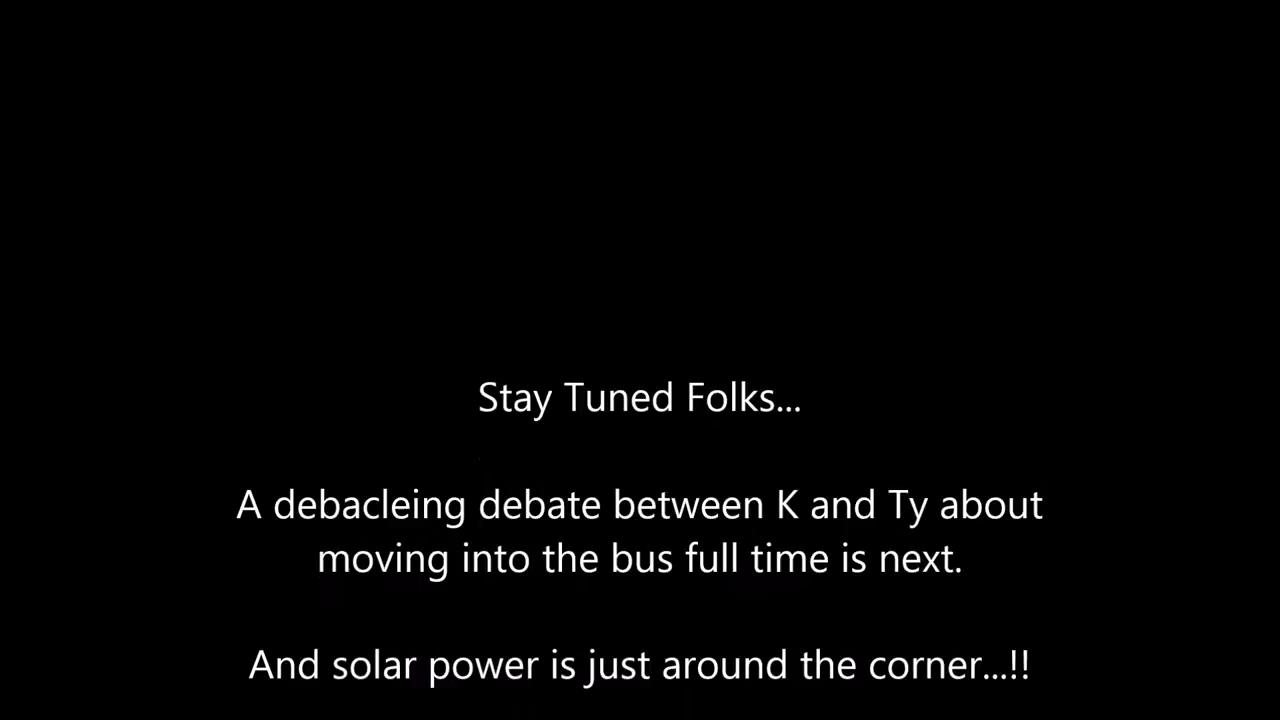 Stay Tuned Folks...
A debacleing debate between K and Ty about
moving into the bus full time is next.
And solar power is just around the corner...!!